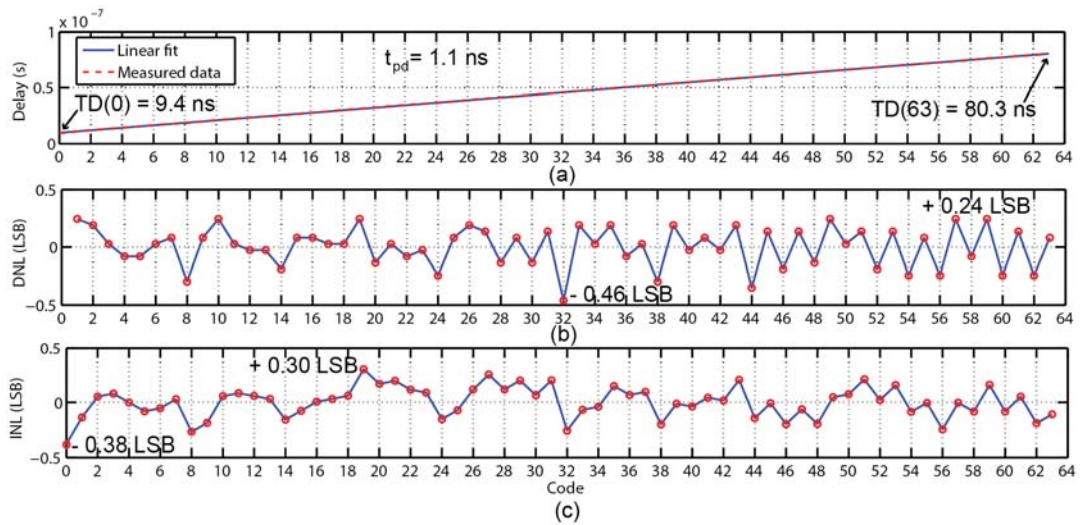 x 10⁻⁷
1
0.5
0
Delay (s)
Linear fit
Measured data
t_pd = 1.1 ns
TD(0) = 9.4 ns
TD(63) = 80.3 ns
0 2 4 6 8 10 12 14 16 18 20 22 24 26 28 30 32 34 36 38 40 42 44 46 48 50 52 54 56 58 60 62 64
(a)
0.5
0
−0.5
DNL (LSB)
+ 0.24 LSB
- 0.46 LSB
0 2 4 6 8 10 12 14 16 18 20 22 24 26 28 30 32 34 36 38 40 42 44 46 48 50 52 54 56 58 60 62 64
(b)
0.5
0
−0.5
INL (LSB)
+ 0.30 LSB
- 0.38 LSB
0 2 4 6 8 10 12 14 16 18 20 22 24 26 28 30 32 34 36 38 40 42 44 46 48 50 52 54 56 58 60 62 64
Code
(c)